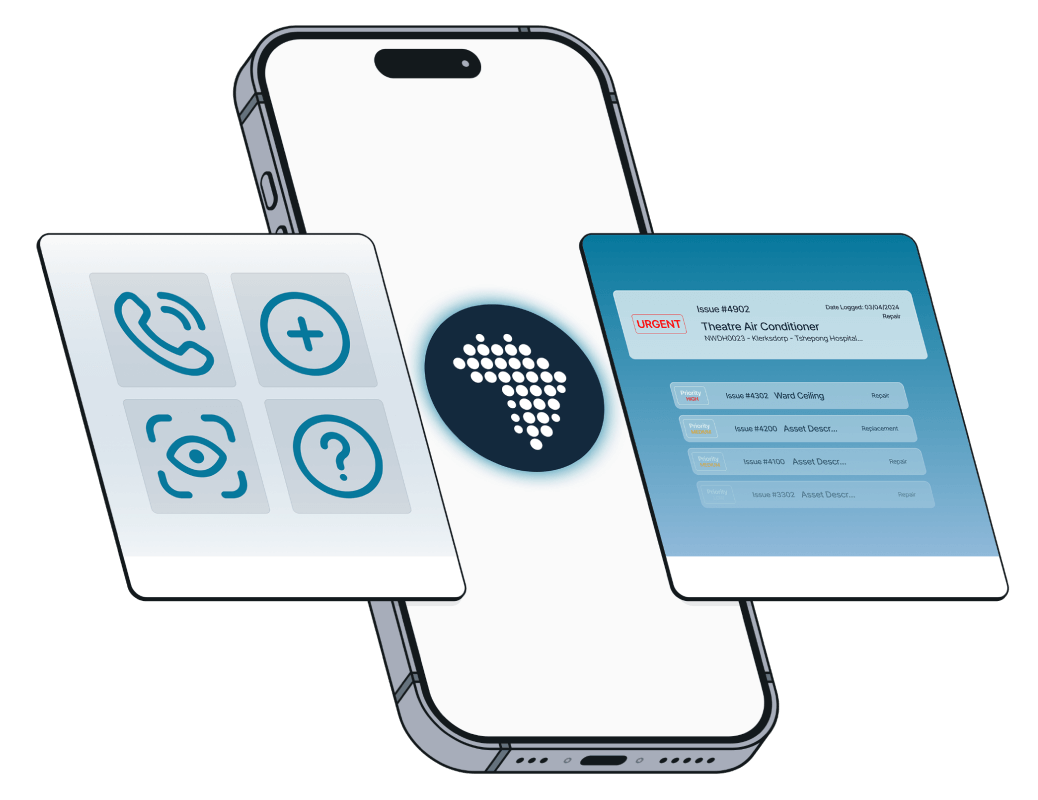 Issue #4902
Date Logged: 03/04/2024
Repair
URGENT
Theatre Air Conditioner
NWDH0023 - Klerksdorp - Tshepong Hospital...
Priority
HIGH
Issue #4302 Ward Ceiling Repair
Priority
Issue #4200 Asset Descr... Replacement
Priority
Issue #4100 Asset Descr... Repair
Priority
Issue #3302 Asset Descr... Repair